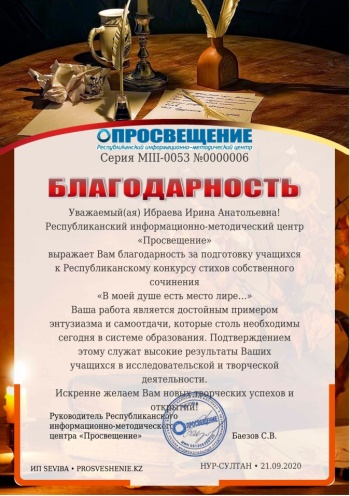 ПРОСВЕЩЕНИЕ
Республиканский информационно-методический центр
Серия МIII-0053 №0000006
БЛАГОДАРНОСТЬ
Уважаемый(ая) Ибраева Ирина Анатольевна!
Республиканский информационно-методический центр
«Просвещение»
выражает Вам благодарность за подготовку учащихся
к Республиканскому конкурсу стихов собственного
сочинения
«В моей душе есть место лире...»
Ваша работа является достойным примером
энтузиазма и самоотдачи, которые столь необходимы
сегодня в системе образования. Подтверждением
этому служат высокие результаты Ваших
учащихся в исследовательской и творческой
деятельности.
Искренне желаем Вам новых творческих успехов и
открытий!
Руководитель Республиканского
информационно-методического
центра «Просвещение»
ПРОСВЕЩЕНИЕ
Баезов С.В.
ИП SEVIBA • PROSVESHENIE.KZ
НУР-СУЛТАН • 21.09.2020